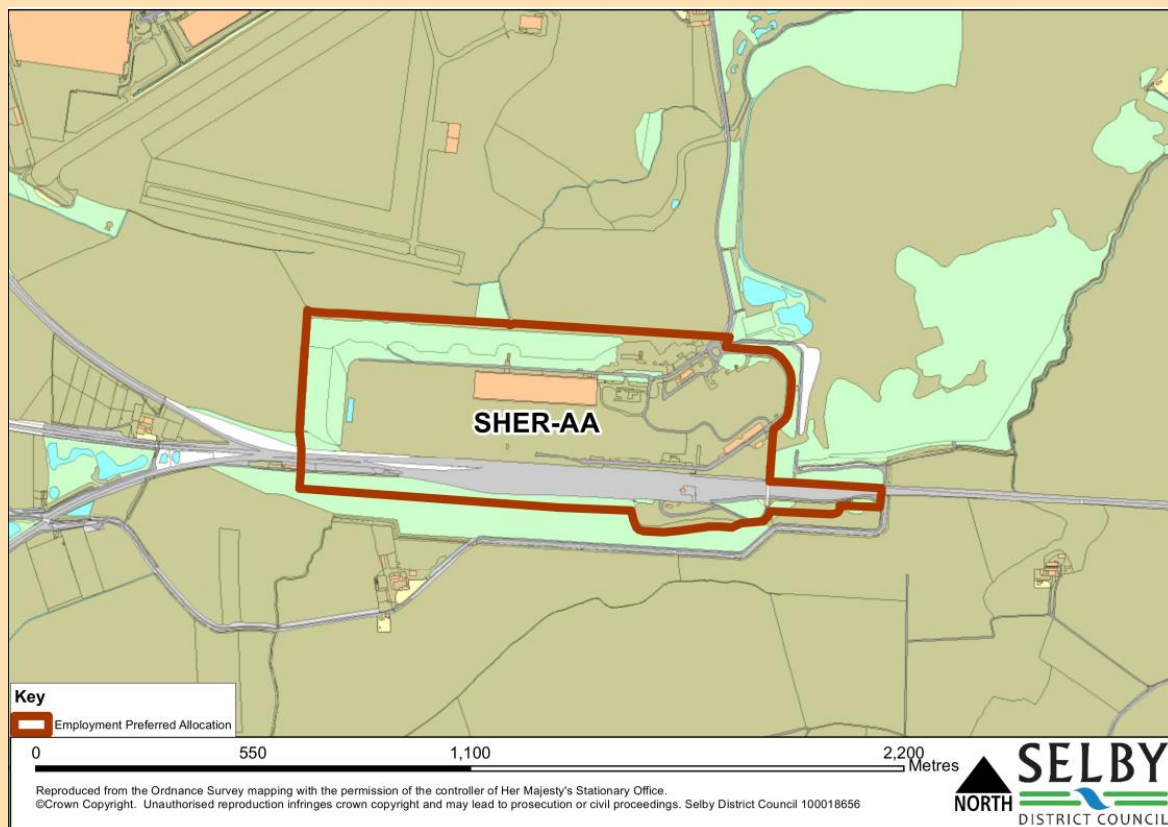 SHER-AA
Key
Employment Preferred Allocation
0 550 1,100 2,200
Metres
Reproduced from the Ordnance Survey mapping with the permission of the controller of Her Majesty's Stationary Office.
©Crown Copyright. Unauthorised reproduction infringes crown copyright and may lead to prosecution or civil proceedings. Selby District Council 100018656
NORTH
SELBY
DISTRICT COUNCIL